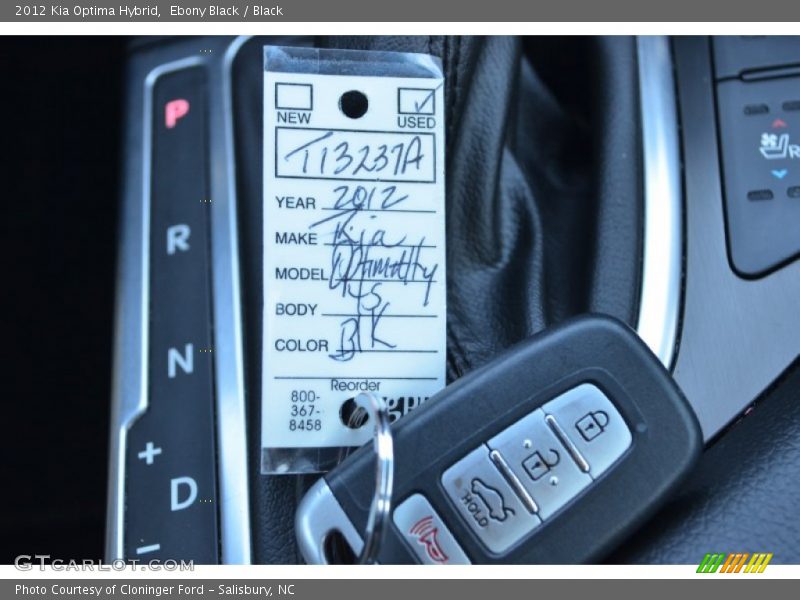 2012 Kia Optima Hybrid,  Ebony Black / Black
P
R
N
+
D
–
NEW
USED
T13237A
YEAR 2012
MAKE Kia
MODEL
BODY
COLOR Blk
Reorder
800-
367-
8458
HOLD
R
GTCARLOT.COM
Photo Courtesy of Cloninger Ford – Salisbury, NC